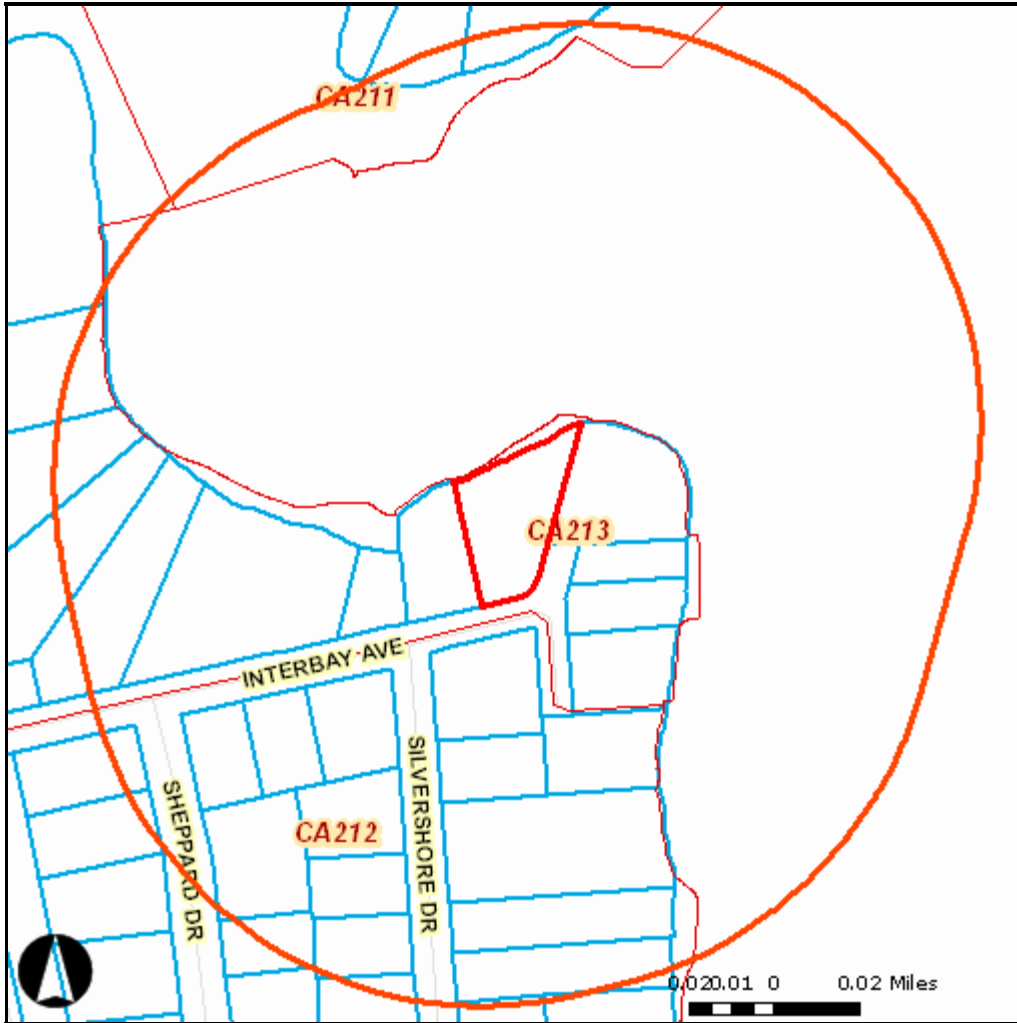 CA211
CA213
INTERBAY AVE
SILVERSHORE DR
SHEPPARD DR
CA212
0.020.01 0 0.02 Miles